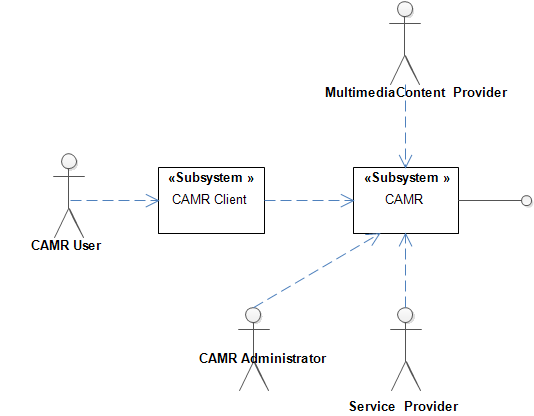 MultimediaContent Provider
«Subsystem »
CAMR Client
«Subsystem »
CAMR
CAMR User
CAMR Administrator
Service Provider